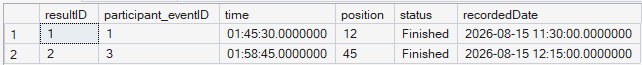 resultID participant_eventID time position status recordedDate
1 1 1 01:45:30.0000000 12 Finished 2026-08-15 11:30:00.0000000
2 2 3 01:58:45.0000000 45 Finished 2026-08-15 12:15:00.0000000